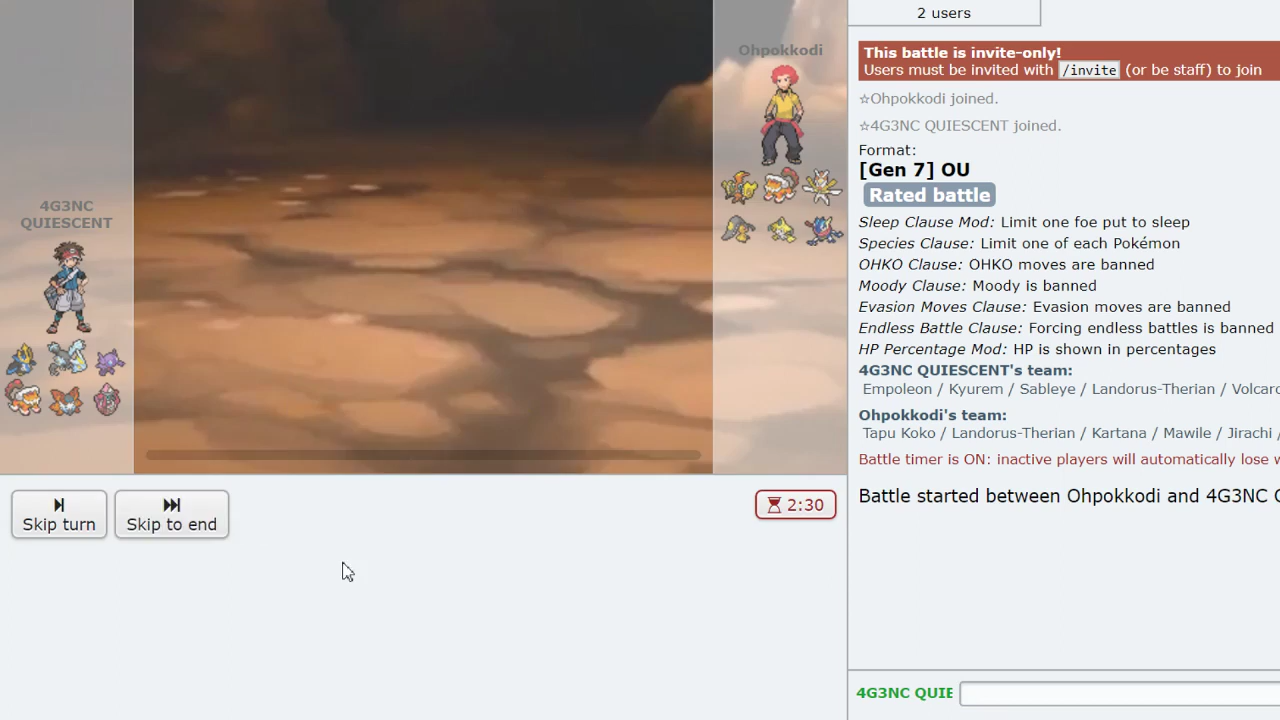 2 users
Ohpokkodi
This battle is invite-only!
Users must be invited with /invite (or be staff) to join
☆Ohpokkodi joined.
☆4G3NC QUIESCENT joined.
Format:
[Gen 7] OU
Rated battle
4G3NC
QUIESCENT
Sleep Clause Mod: Limit one foe put to sleep
Species Clause: Limit one of each Pokémon
OHKO Clause: OHKO moves are banned
Moody Clause: Moody is banned
Evasion Moves Clause: Evasion moves are banned
Endless Battle Clause: Forcing endless battles is banned
HP Percentage Mod: HP is shown in percentages
4G3NC QUIESCENT's team:
Empoleon / Kyurem / Sableye / Landorus-Therian / Volcaro
Ohpokkodi's team:
Tapu Koko / Landorus-Therian / Kartana / Mawile / Jirachi /
Battle timer is ON: inactive players will automatically lose w
Battle started between Ohpokkodi and 4G3NC
Skip turn
Skip to end
2:30
4G3NC QUIE